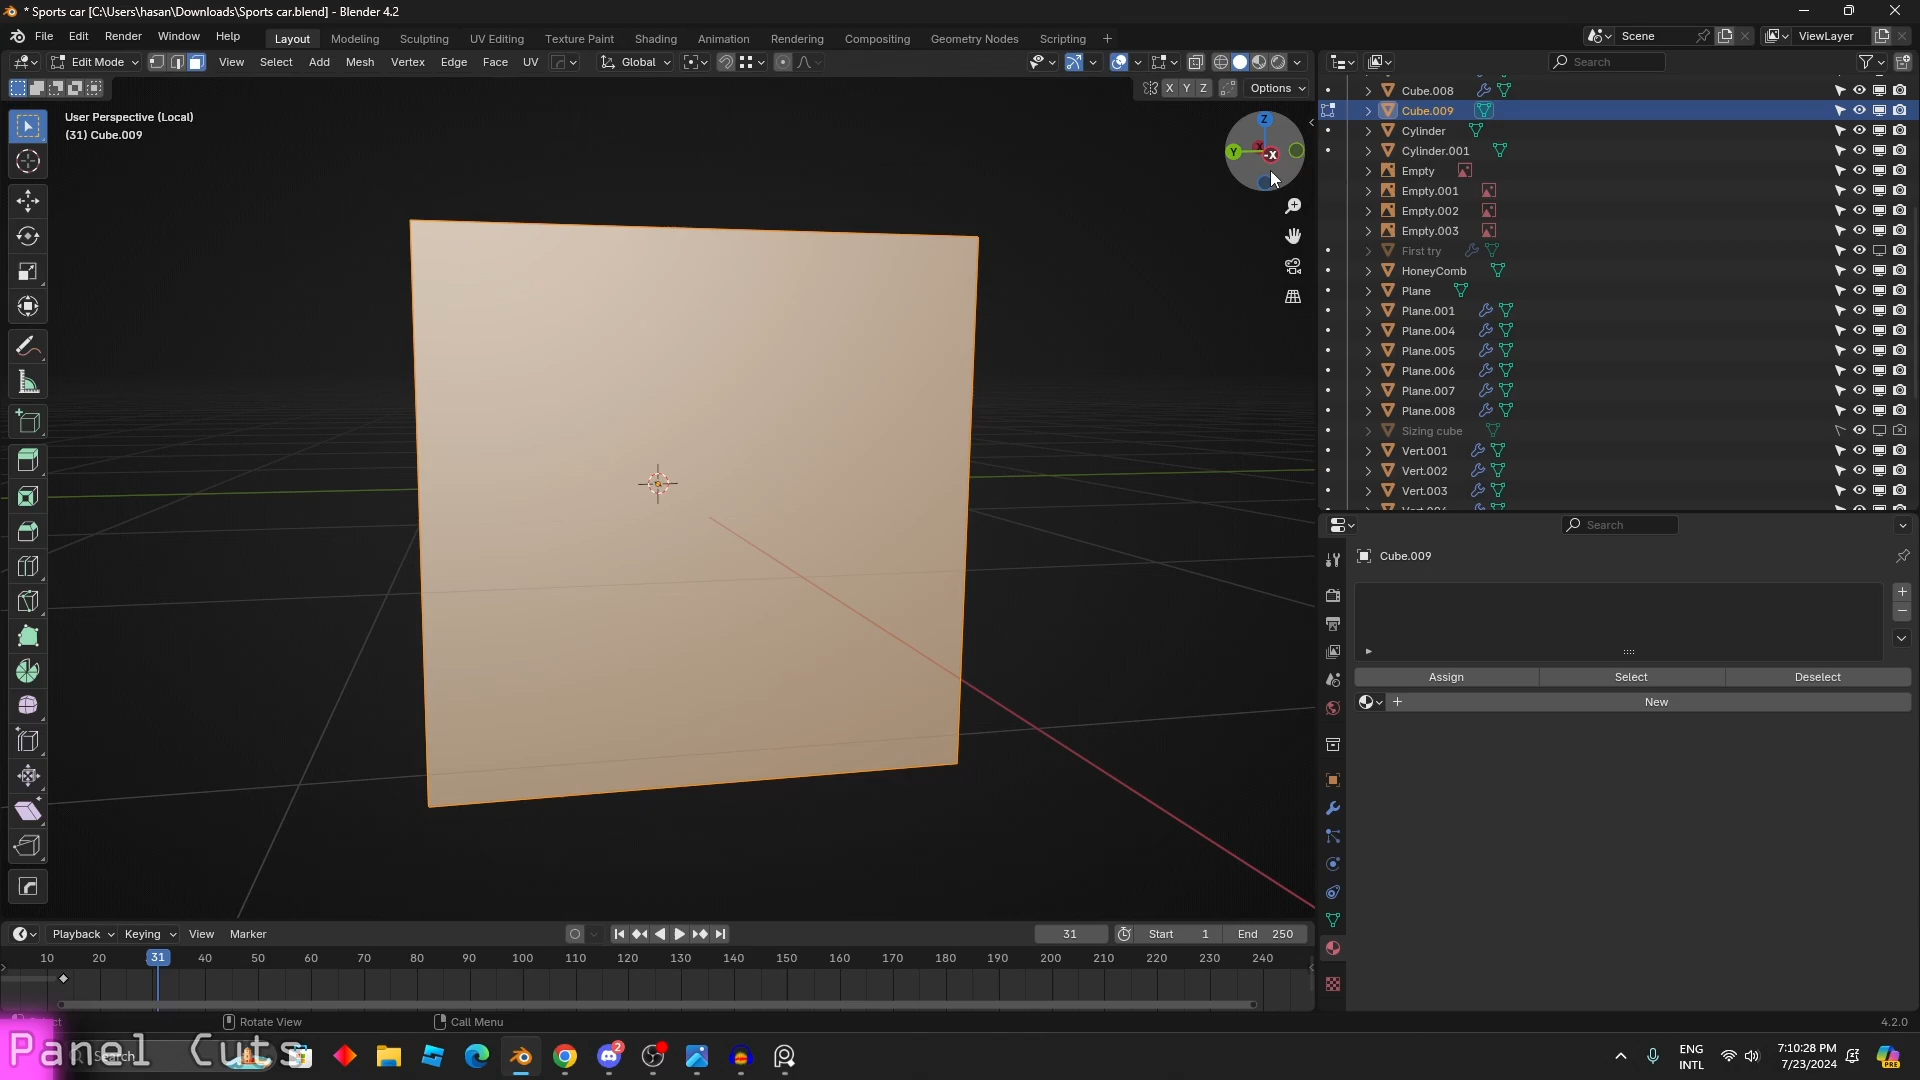 * Sports car [C:\Users\hasan\Downloads\Sports car.blend] - Blender 4.2
File Edit Render Window Help
Layout Modeling Sculpting UV Editing Texture Paint Shading Animation Rendering Compositing Geometry Nodes Scripting +
Scene
ViewLayer
Edit Mode
View Select Add Mesh Vertex Edge Face UV
Global
Search
X Y Z
Options
User Perspective (Local)
(31) Cube.009
Z
Y
X
-X
Cube.008
Cube.009
Cylinder
Cylinder.001
Empty
Empty.001
Empty.002
Empty.003
First try
HoneyComb
Plane
Plane.001
Plane.004
Plane.005
Plane.006
Plane.007
Plane.008
Sizing cube
Vert.001
Vert.002
Vert.003
Search
Cube.009
Assign Select Deselect
New
Playback Keying View Marker
31
Start 1
End 250
10 20 31 40 50 60 70 80 90 100 110 120 130 140 150 160 170 180 190 200 210 220 230 240
Rotate View
Call Menu
4.2.0
Panel Cuts
Search
2
ENG
INTL
7:10:28 PM
7/23/2024
PRE